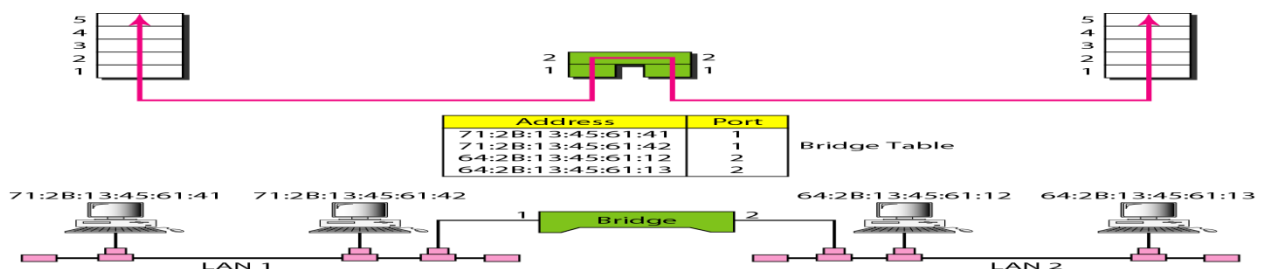 5
4
3
2
1
2
1
2
1
5
4
3
2
1
Address Port
71:2B:13:45:61:41 1
71:2B:13:45:61:42 1
64:2B:13:45:61:12 2
64:2B:13:45:61:13 2
Bridge Table
71:2B:13:45:61:41 71:2B:13:45:61:42 64:2B:13:45:61:12 64:2B:13:45:61:13
1 Bridge 2
LAN 1 LAN 2